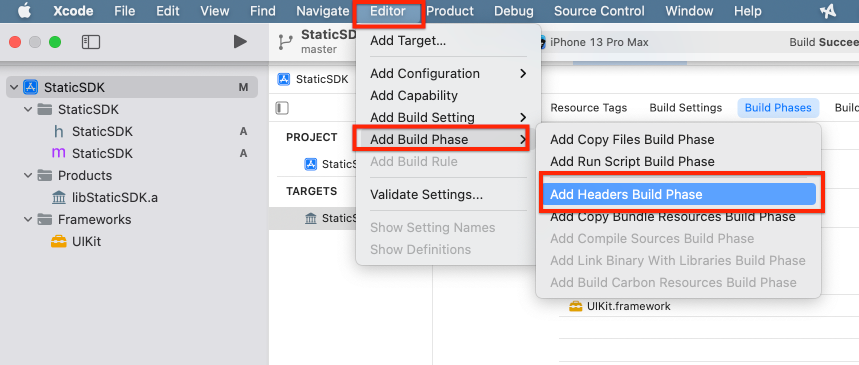 Xcode File Edit View Find Navigate Editor Product Debug Source Control Window Help
StaticSDK
master
iPhone 13 Pro Max
Build Succe
StaticSDK M
StaticSDK
h StaticSDK A
m StaticSDK A
Products
libStaticSDK.a
Frameworks
UIKit
StaticSDK
PROJECT
StaticS
TARGETS
StaticS
Add Target...
Add Configuration
Add Capability
Add Build Setting
Add Build Phase
Add Build Rule
Validate Settings...
Show Setting Names
Show Definitions
Resource Tags Build Settings Build Phases Build
Add Copy Files Build Phase
Add Run Script Build Phase
Add Headers Build Phase
Add Copy Bundle Resources Build Phase
Add Compile Sources Build Phase
Add Link Binary With Libraries Build Phase
Add Build Carbon Resources Build Phase
UIKit.framework